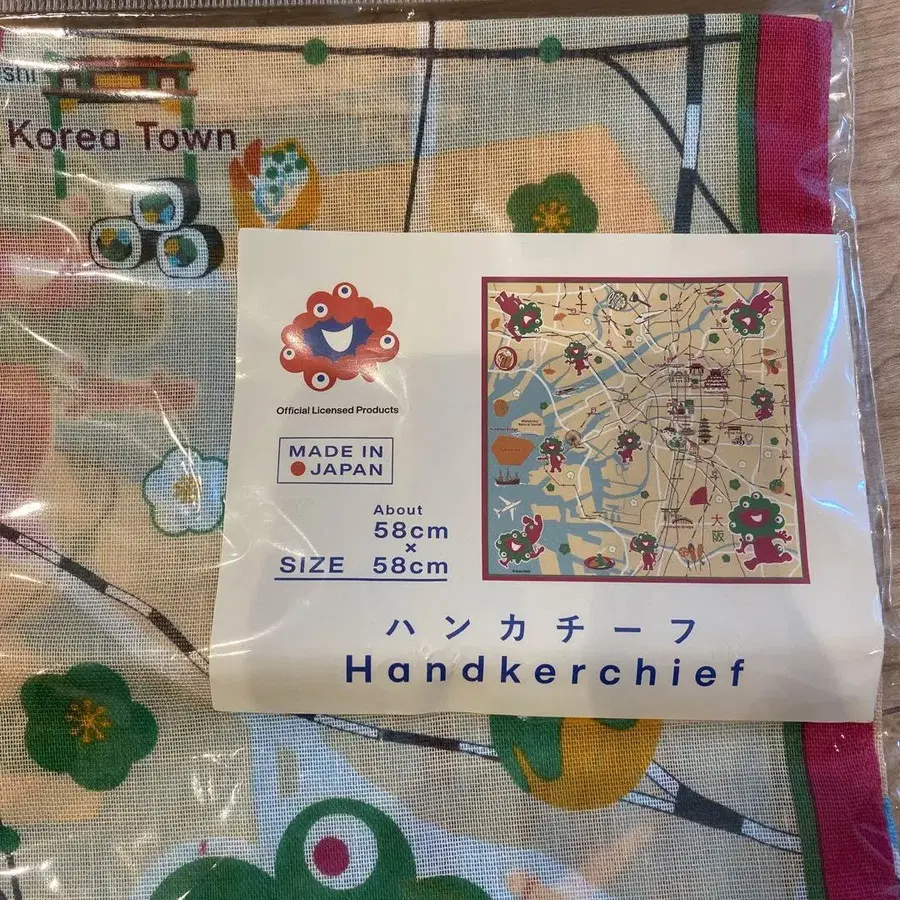 shi
Korea Town
Official Licensed Products
MADE IN
JAPAN
About
58cm
×
SIZE 58cm
大
阪
ハンカチーフ
Handkerchief